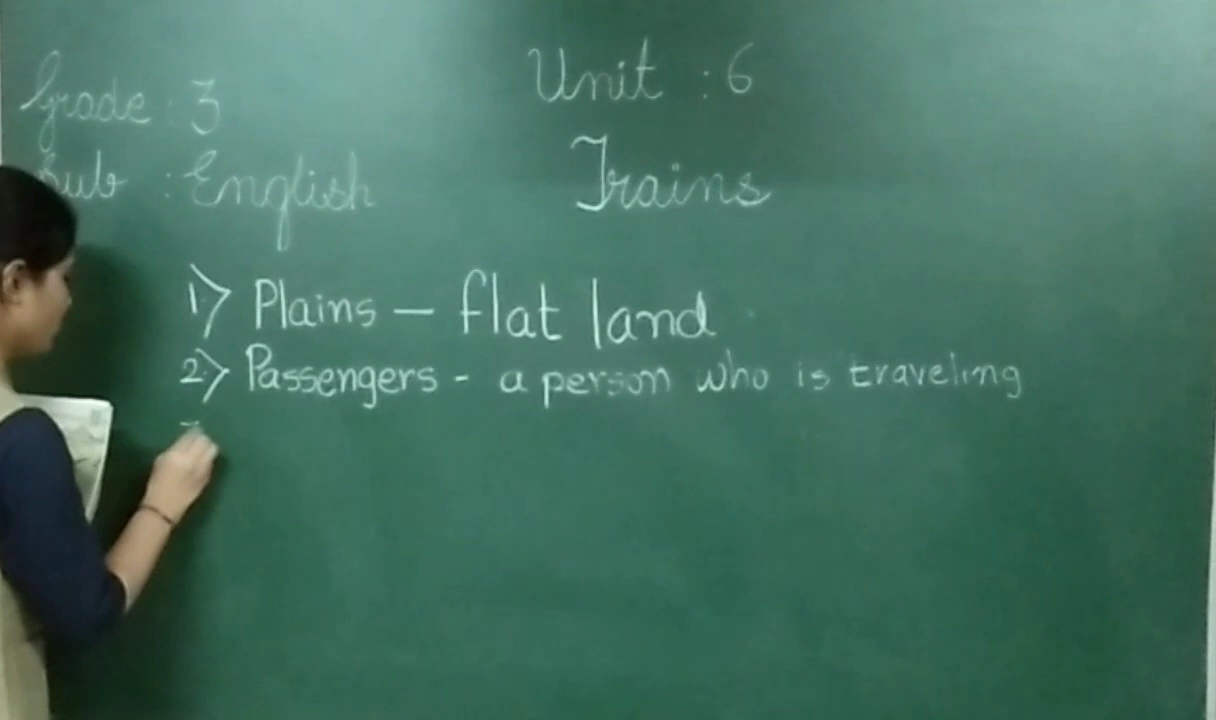 Grade : 3
Unit : 6
Sub : English
Trains
1.> Plains — flat land
2.> Passengers - a person who is traveling